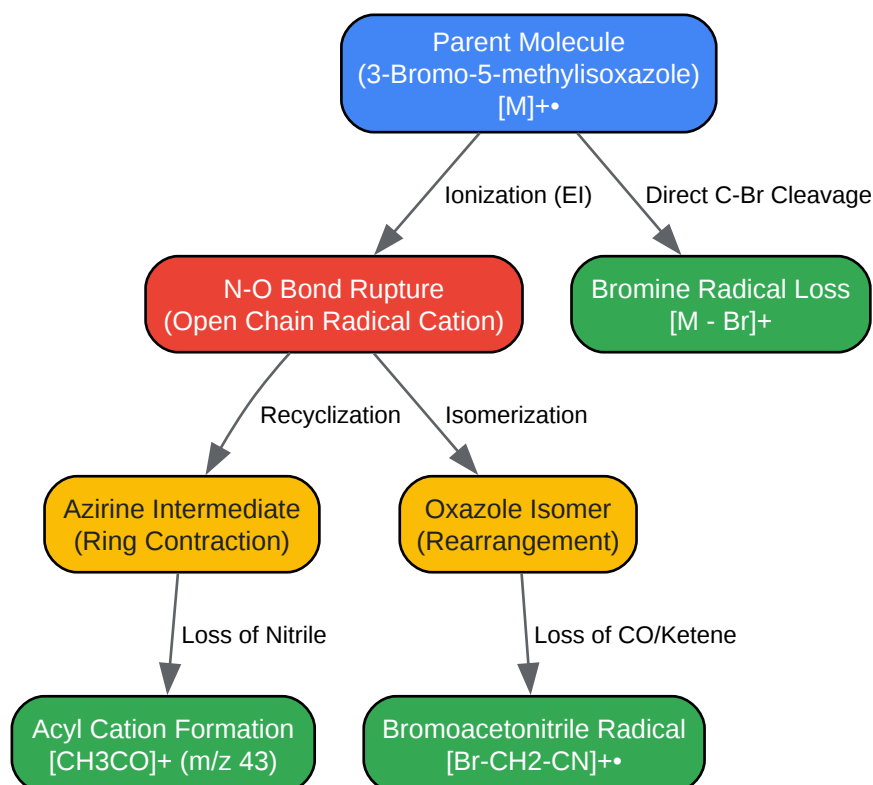 Parent Molecule
(3-Bromo-5-methylisoxazole)
[M]+•
Ionization (EI)
Direct C-Br Cleavage
N-O Bond Rupture
(Open Chain Radical Cation)
Bromine Radical Loss
[M - Br]+
Recyclization
Isomerization
Azirine Intermediate
(Ring Contraction)
Oxazole Isomer
(Rearrangement)
Loss of Nitrile
Loss of CO/Ketene
Acyl Cation Formation
[CH3CO]+ (m/z 43)
Bromoacetonitrile Radical
[Br-CH2-CN]+•